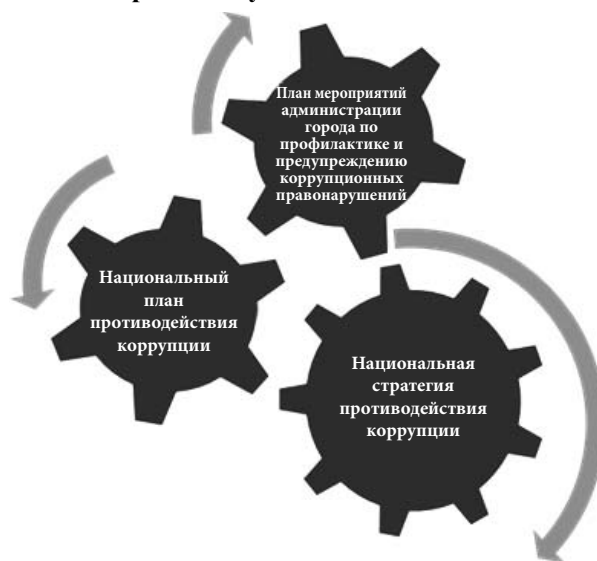 План мероприятий
администрации
города по
профилактике и
предупреждению
коррупционных
правонарушений
Национальный
план
противодействия
коррупции
Национальная
стратегия
противодействия
коррупции